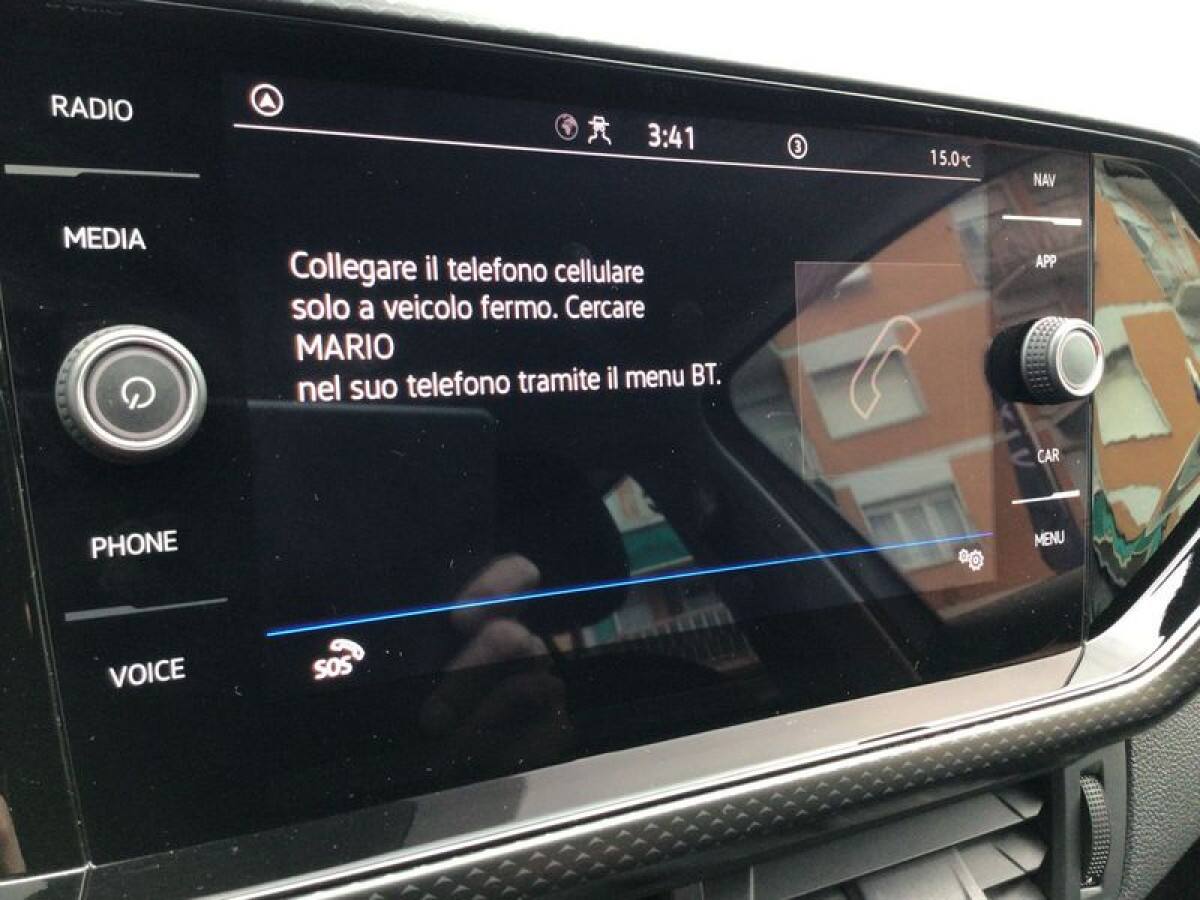 RADIO
MEDIA
PHONE
VOICE
3:41
3
15.0°C
Collegare il telefono cellulare
solo a veicolo fermo. Cercare
MARIO
nel suo telefono tramite il menu BT.
SOS
NAV
APP
CAR
MENU